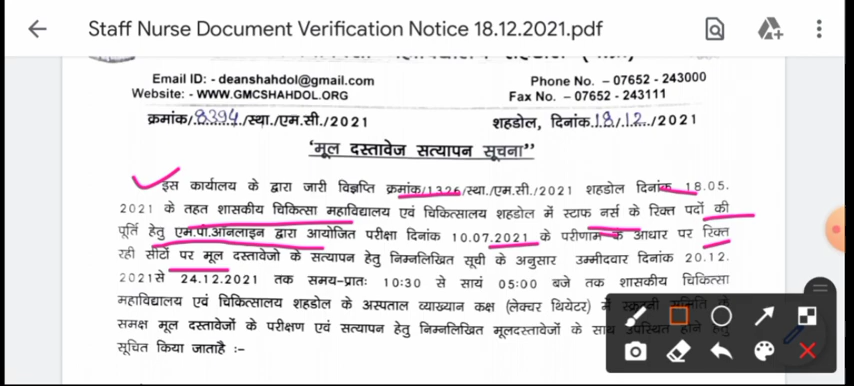 Staff Nurse Document Verification Notice 18.12.2021.pdf
Email ID: - deanshahdol@gmail.com Phone No. – 07652 - 243000
Website: - WWW.GMCSHAHDOL.ORG Fax No. – 07652 - 243111
क्रमांक/.8394./स्था./एम.सी./2021 शहडोल, दिनांक.18./.12../2021
'मूल दस्तावेज सत्यापन सूचना"
इस कार्यालय के द्वारा जारी विज्ञप्ति क्रमांक/1326/स्था./एम.सी./2021 शहडोल दिनांक 18.05.
2021 के तहत शासकीय चिकित्सा महाविद्यालय एवं चिकित्सालय शहडोल में स्टाफ नर्स के रिक्त पदों की
पूर्ति हेतु एम.पी.ऑनलाइन द्वारा आयोजित परीक्षा दिनांक 10.07.2021 के परीणाम के आधार पर रिक्त
रही सीटों पर मूल दस्तावेजो के सत्यापन हेतु निम्नलिखित सूची के अनुसार उम्मीदवार दिनांक 20.12.
2021से 24.12.2021 तक समय-प्रातः 10:30 से सायं 05:00 बजे तक शासकीय चिकित्सा
महाविद्यालय एवं चिकित्सालय शहडोल के अस्पताल व्याख्यान कक्ष (लेक्चर थियेटर) में
समक्ष मूल दस्तावेजों के परीक्षण एवं सत्यापन हेतु निम्नलिखित मूलदस्तावेजों के साथ
सूचित किया जाताहै :–